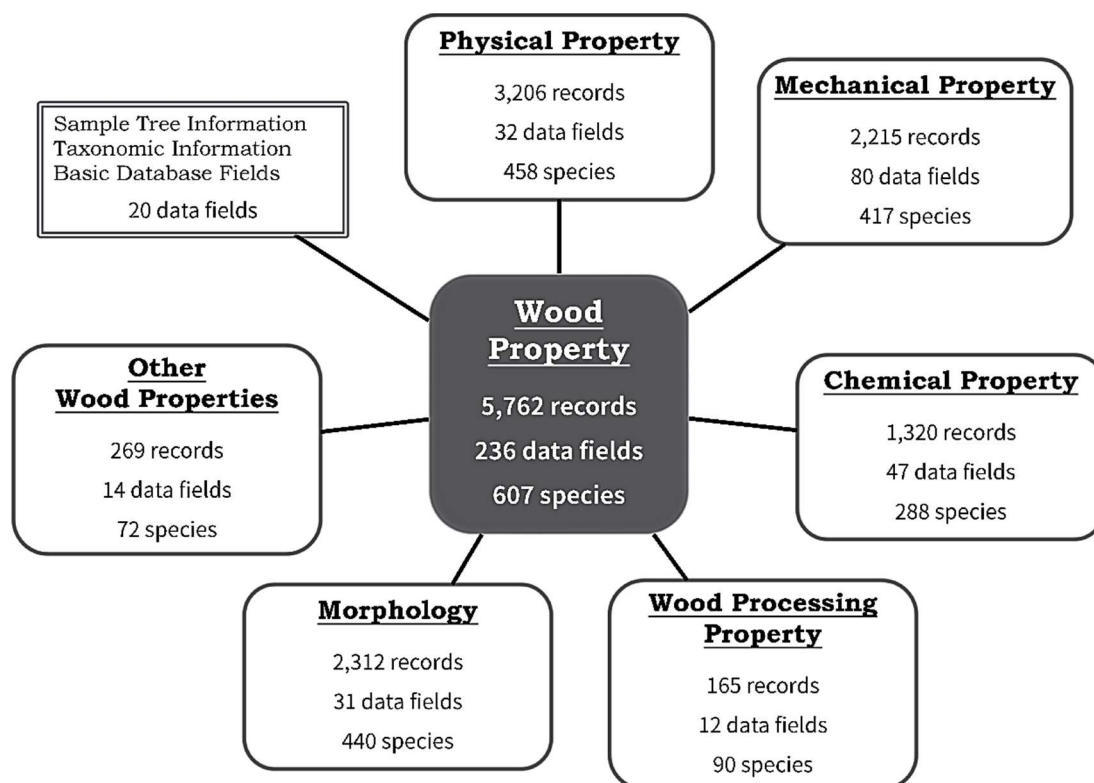 Physical Property
3,206 records
32 data fields
458 species
Mechanical Property
2,215 records
80 data fields
417 species
Sample Tree Information
Taxonomic Information
Basic Database Fields
20 data fields
Wood
Property
5,762 records
236 data fields
607 species
Other
Wood Properties
269 records
14 data fields
72 species
Chemical Property
1,320 records
47 data fields
288 species
Morphology
2,312 records
31 data fields
440 species
Wood Processing
Property
165 records
12 data fields
90 species